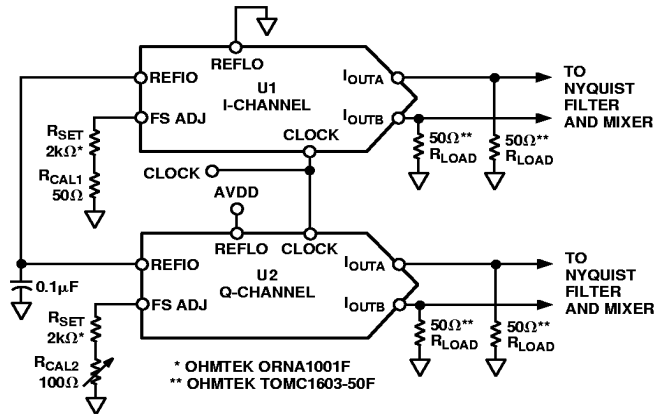 REFLO
REFIO
U1
I-CHANNEL
IOUTA
IOUTB
FS ADJ
CLOCK
RSET
2kΩ*
RCAL1
50Ω
CLOCK
50Ω**
RLOAD
50Ω**
RLOAD
TO
NYQUIST
FILTER
AND MIXER
AVDD
REFLO
CLOCK
REFIO
U2
Q-CHANNEL
IOUTA
IOUTB
FS ADJ
0.1µF
RSET
2kΩ*
RCAL2
100Ω
50Ω**
RLOAD
50Ω**
RLOAD
TO
NYQUIST
FILTER
AND MIXER
* OHMTEK ORNA1001F
** OHMTEK TOMC1603-50F